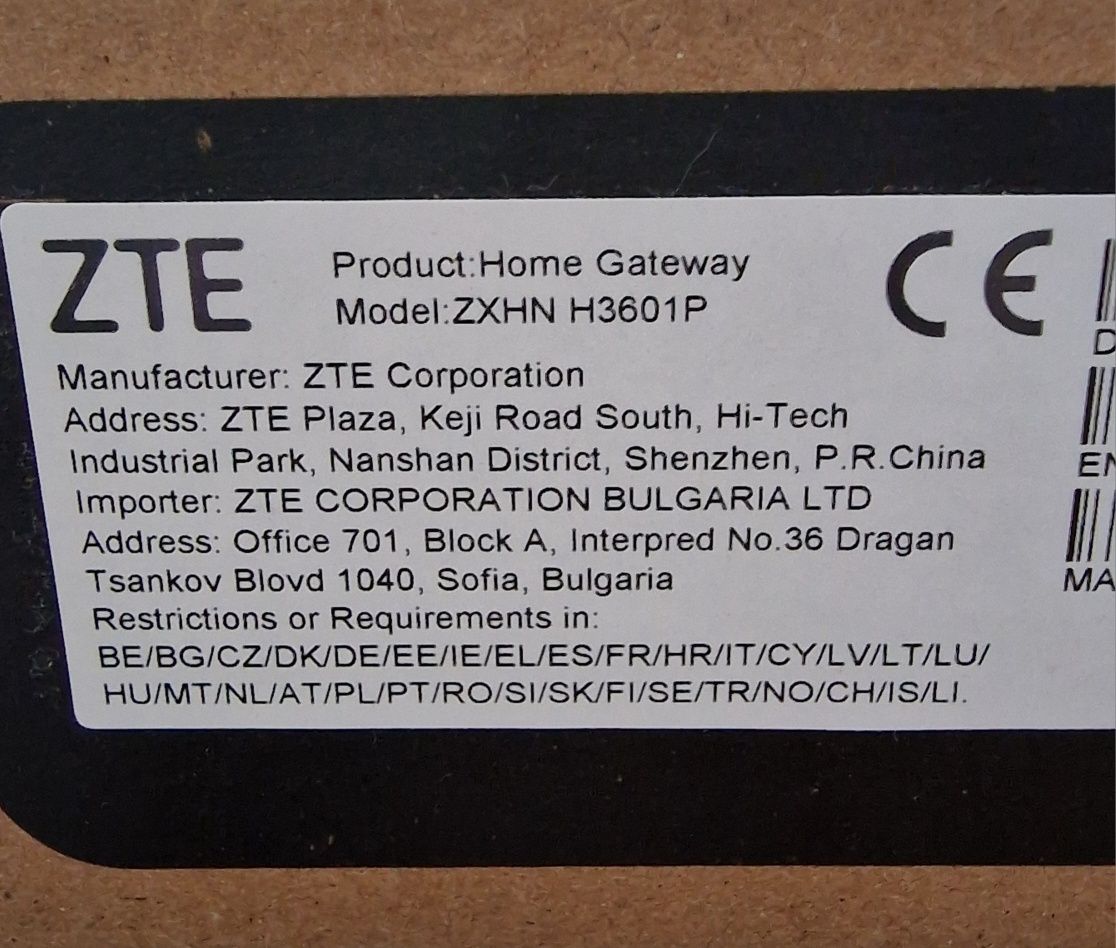 ZTE
Product:Home Gateway
Model:ZXHN H3601P
CE
Manufacturer: ZTE Corporation
Address: ZTE Plaza, Keji Road South, Hi-Tech
Industrial Park, Nanshan District, Shenzhen, P.R.China
Importer: ZTE CORPORATION BULGARIA LTD
Address: Office 701, Block A, Interpred No.36 Dragan
Tsankov Blovd 1040, Sofia, Bulgaria
Restrictions or Requirements in:
BE/BG/CZ/DK/DE/EE/IE/EL/ES/FR/HR/IT/CY/LV/LT/LU/
HU/MT/NL/AT/PL/PT/RO/SI/SK/FI/SE/TR/NO/CH/IS/LI.